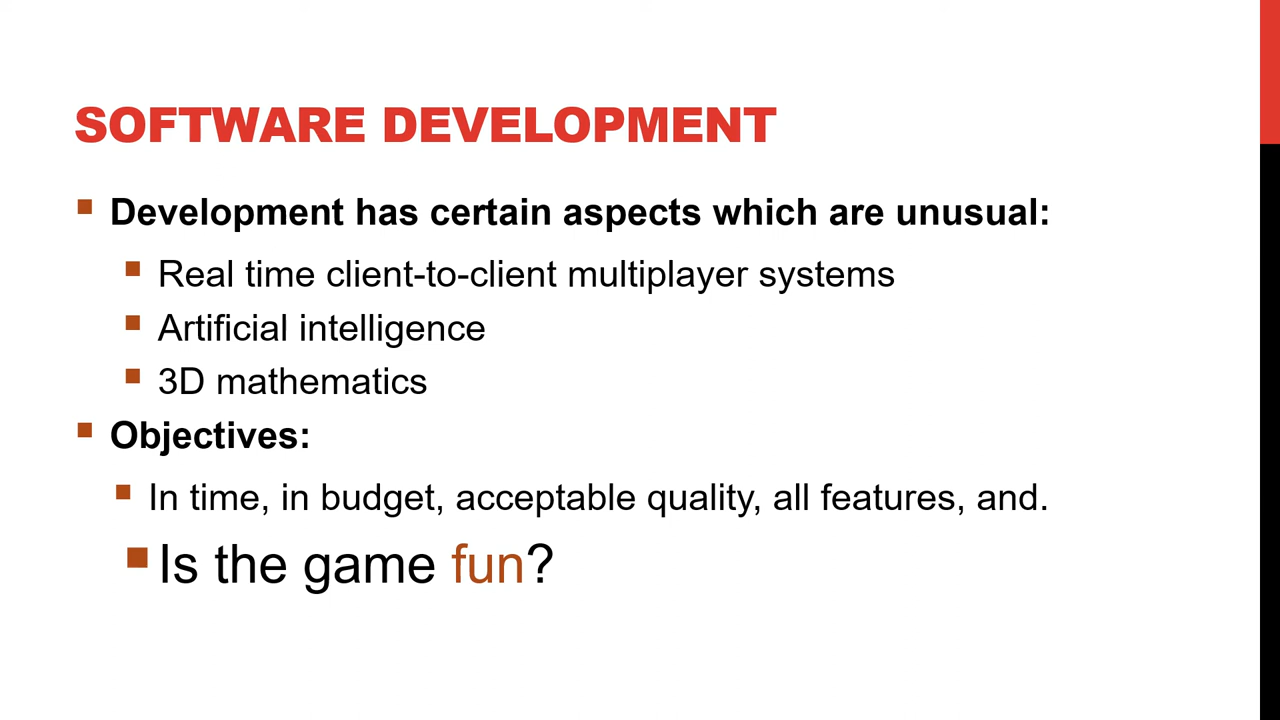 SOFTWARE DEVELOPMENT
Development has certain aspects which are unusual:
Real time client-to-client multiplayer systems
Artificial intelligence
3D mathematics
Objectives:
In time, in budget, acceptable quality, all features, and.
Is the game fun?